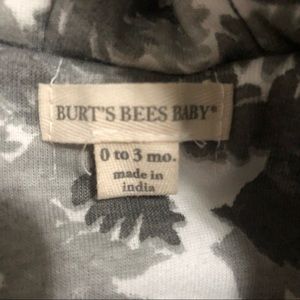 BURT'S BEES BABY®
0 to 3 mo.
made in
india